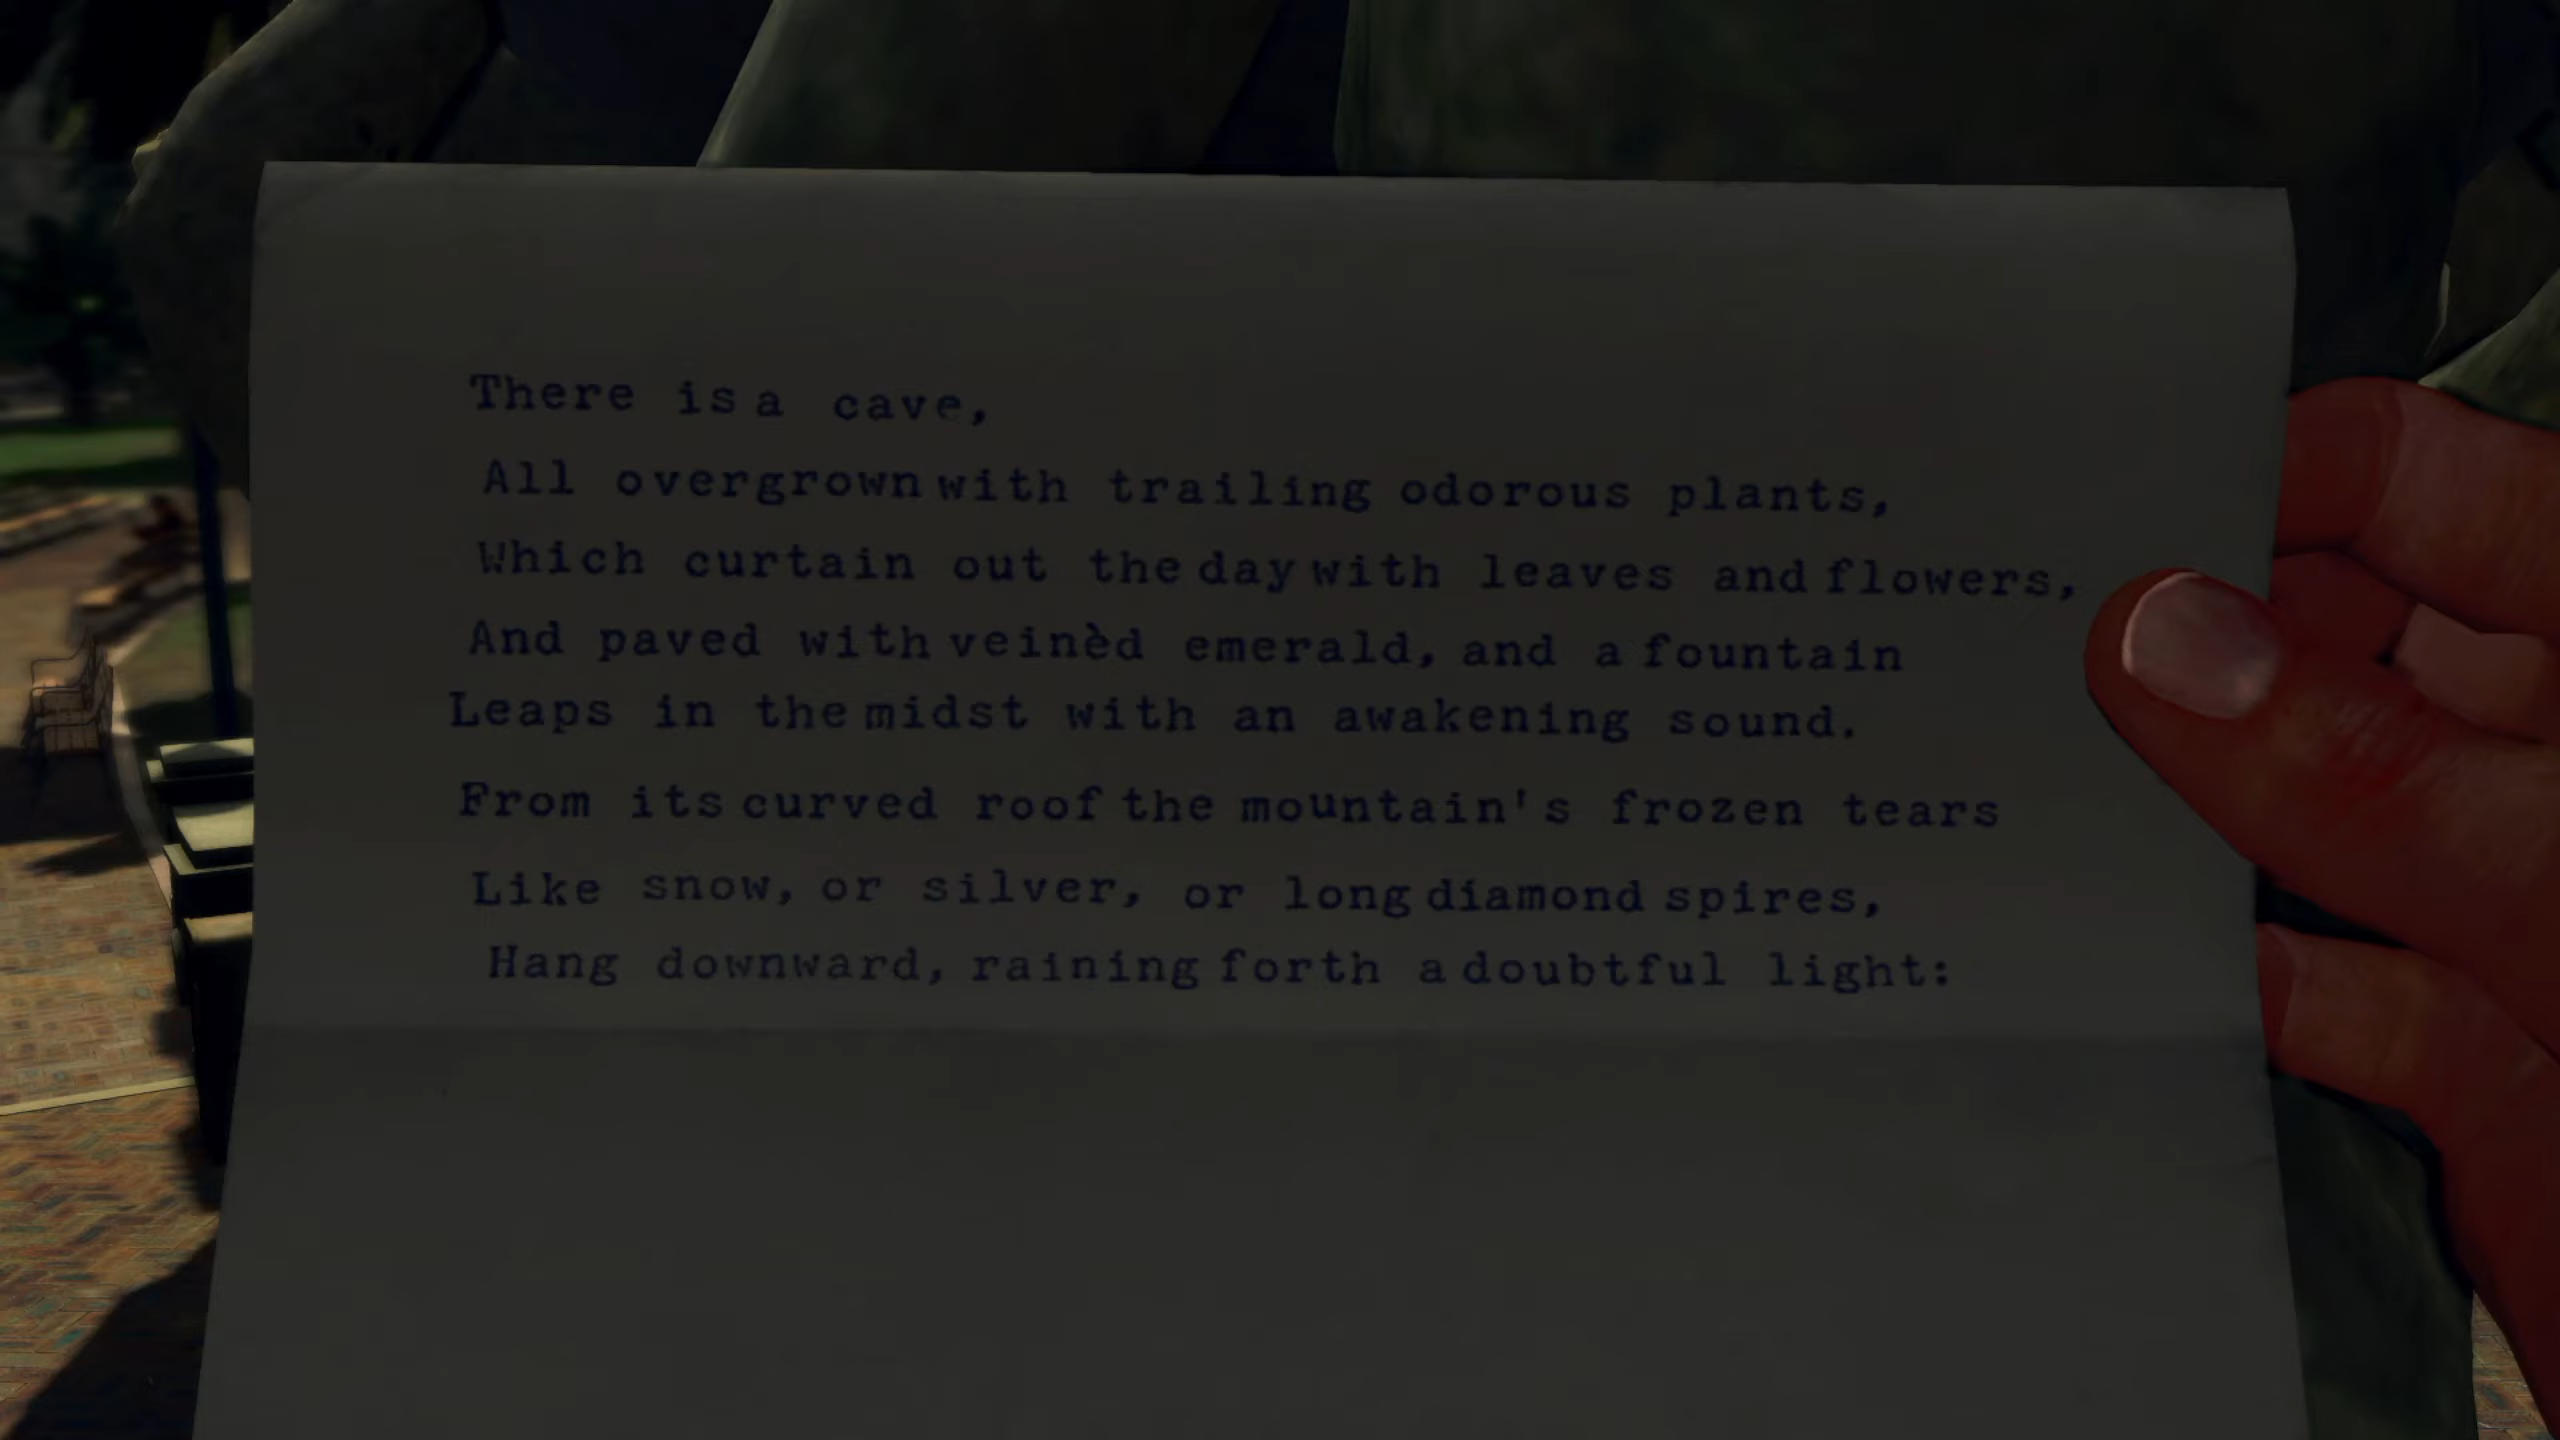 There is a cave,
All overgrown with trailing odorous plants,
Which curtain out the day with leaves and flowers,
And paved with veinèd emerald, and a fountain
Leaps in the midst with an awakening sound.
From its curved roof the mountain's frozen tears
Like snow, or silver, or long diamond spires,
Hang downward, raining forth a doubtful light: